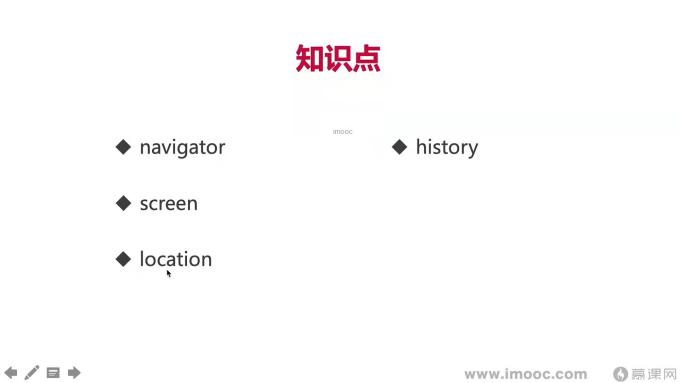 知识点
imooc
◆ navigator
◆ history
◆ screen
◆ location
www.imooc.com 慕课网